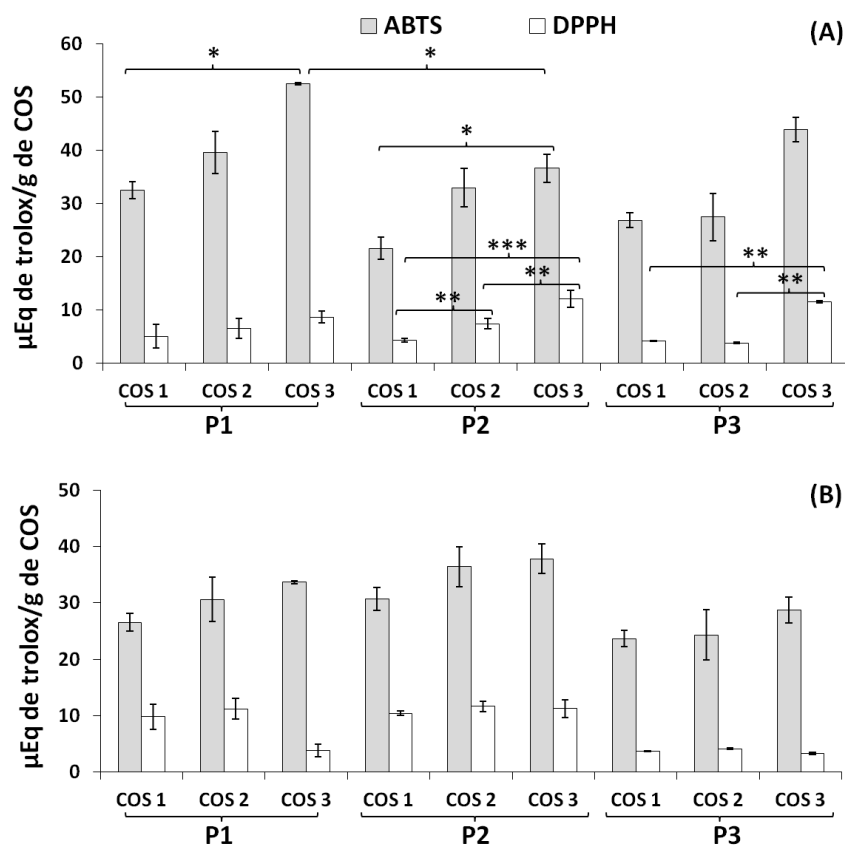 ABTS DPPH
(A)
µEq de trolox/g de COS
60
50
40
30
20
10
0
* *
*
***
** **
**
**
COS 1 COS 2 COS 3 COS 1 COS 2 COS 3 COS 1 COS 2 COS 3
P1 P2 P3
(B)
µEq de trolox/g de COS
50
40
30
20
10
0
COS 1 COS 2 COS 3 COS 1 COS 2 COS 3 COS 1 COS 2 COS 3
P1 P2 P3